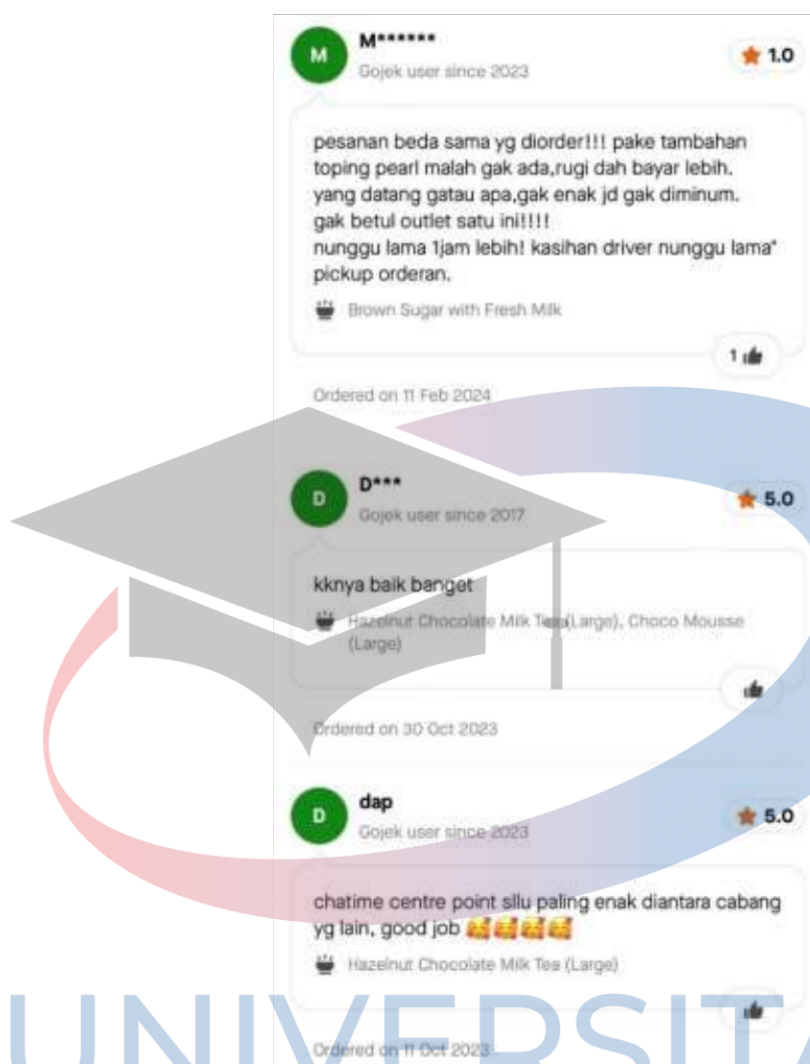 M
M******
1.0
Gojek user since 2023
pesanan beda sama yg diorder!!! pake tambahan
toping pearl malah gak ada,rugi dah bayar lebih.
yang datang gatau apa,gak enak jd gak diminum.
gak betul outlet satu ini!!!!
nunggu lama 1jam lebih! kasihan driver nunggu lama"
pickup orderan.
Brown Sugar with Fresh Milk
1
Ordered on 11 Feb 2024
D
D***
5.0
Gojek user since 2017
kknya baik banget
Hazelnut Chocolate Milk Tea(Large), Choco Mousse
(Large)
Ordered on 30 Oct 2023
D
dap
5.0
Gojek user since 2023
chatime centre point sllu paling enak diantara cabang
yg lain, good job 🥰🥰🥰🥰
Hazelnut Chocolate Milk Tea (Large)
UNIVERSITA
Ordered on 11 Oct 2023